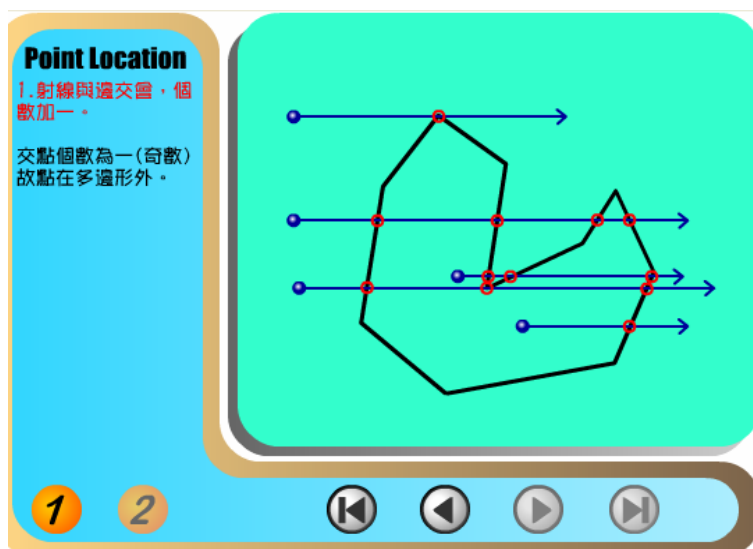 Point Location
1.射線與邊交會，個
數加一。
交點個數為一(奇數)
故點在多邊形外。
1
2